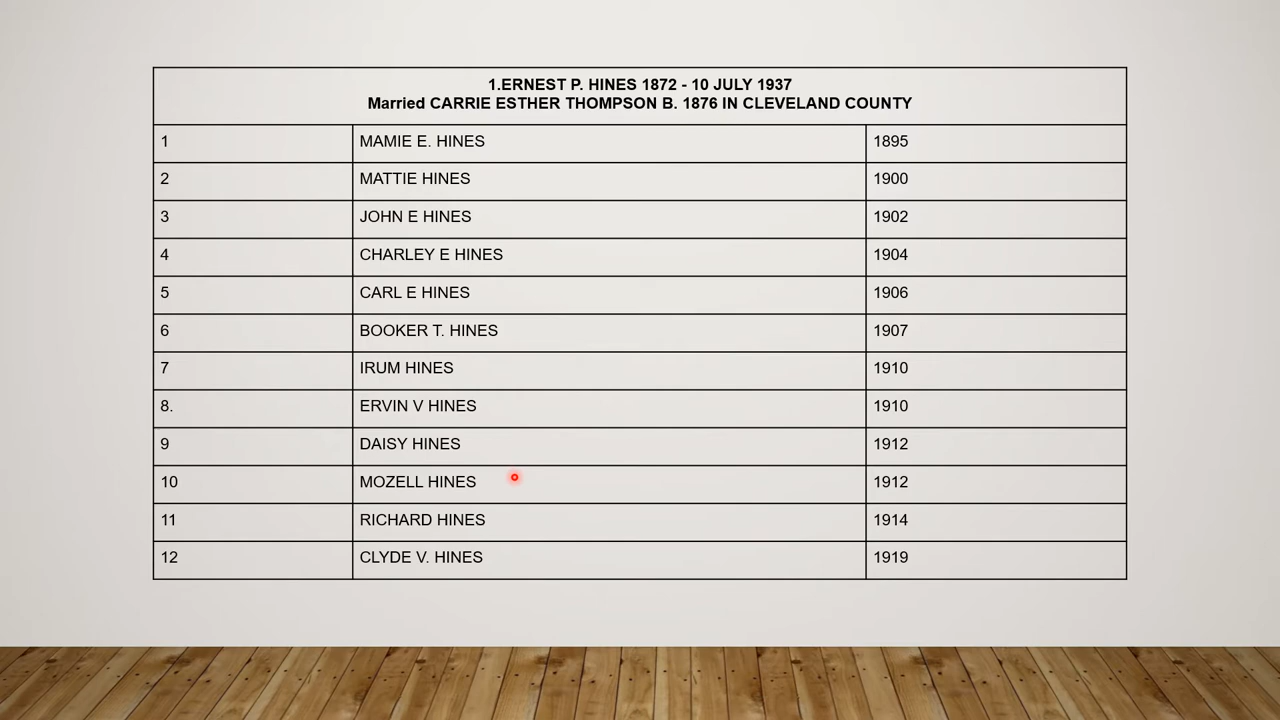 1.ERNEST P. HINES 1872 - 10 JULY 1937
Married CARRIE ESTHER THOMPSON B. 1876 IN CLEVELAND COUNTY
1 MAMIE E. HINES 1895
2 MATTIE HINES 1900
3 JOHN E HINES 1902
4 CHARLEY E HINES 1904
5 CARL E HINES 1906
6 BOOKER T. HINES 1907
7 IRUM HINES 1910
8. ERVIN V HINES 1910
9 DAISY HINES 1912
10 MOZELL HINES 1912
11 RICHARD HINES 1914
12 CLYDE V. HINES 1919